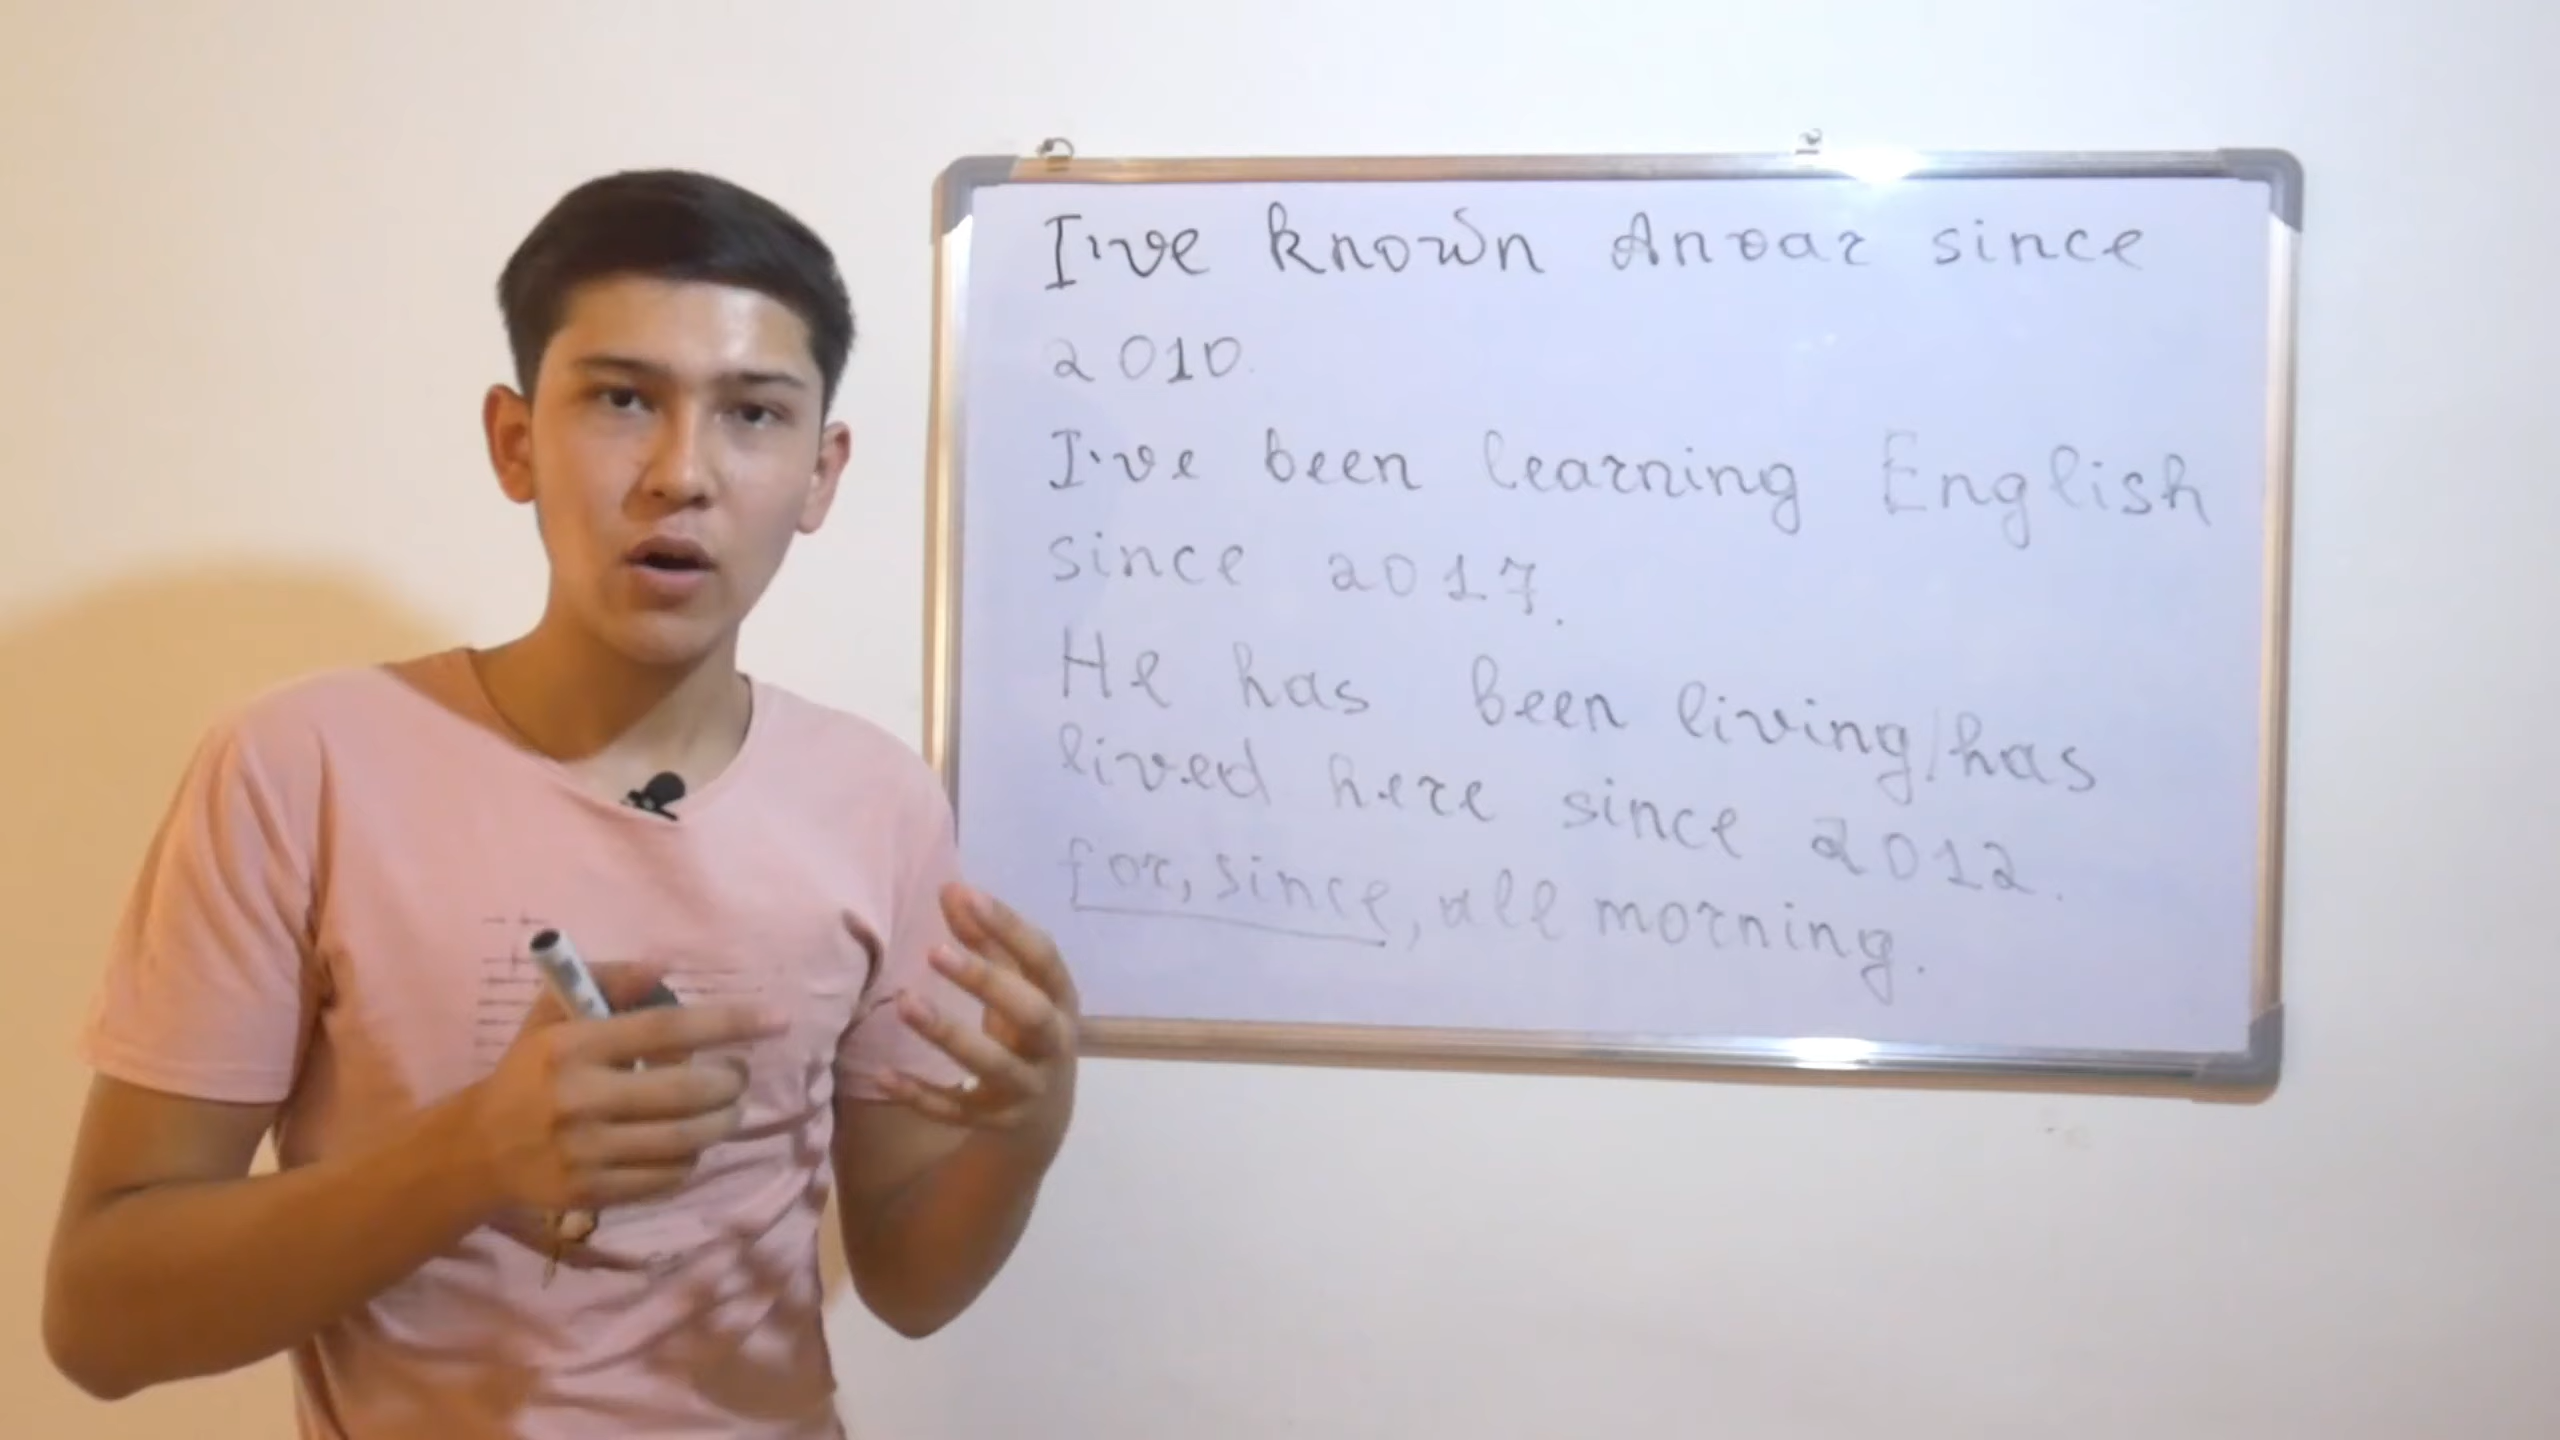 I've known Anvar since
2010.
I've been learning English
since 2017.
He has been living/has
lived here since 2012.
for, since, all morning.